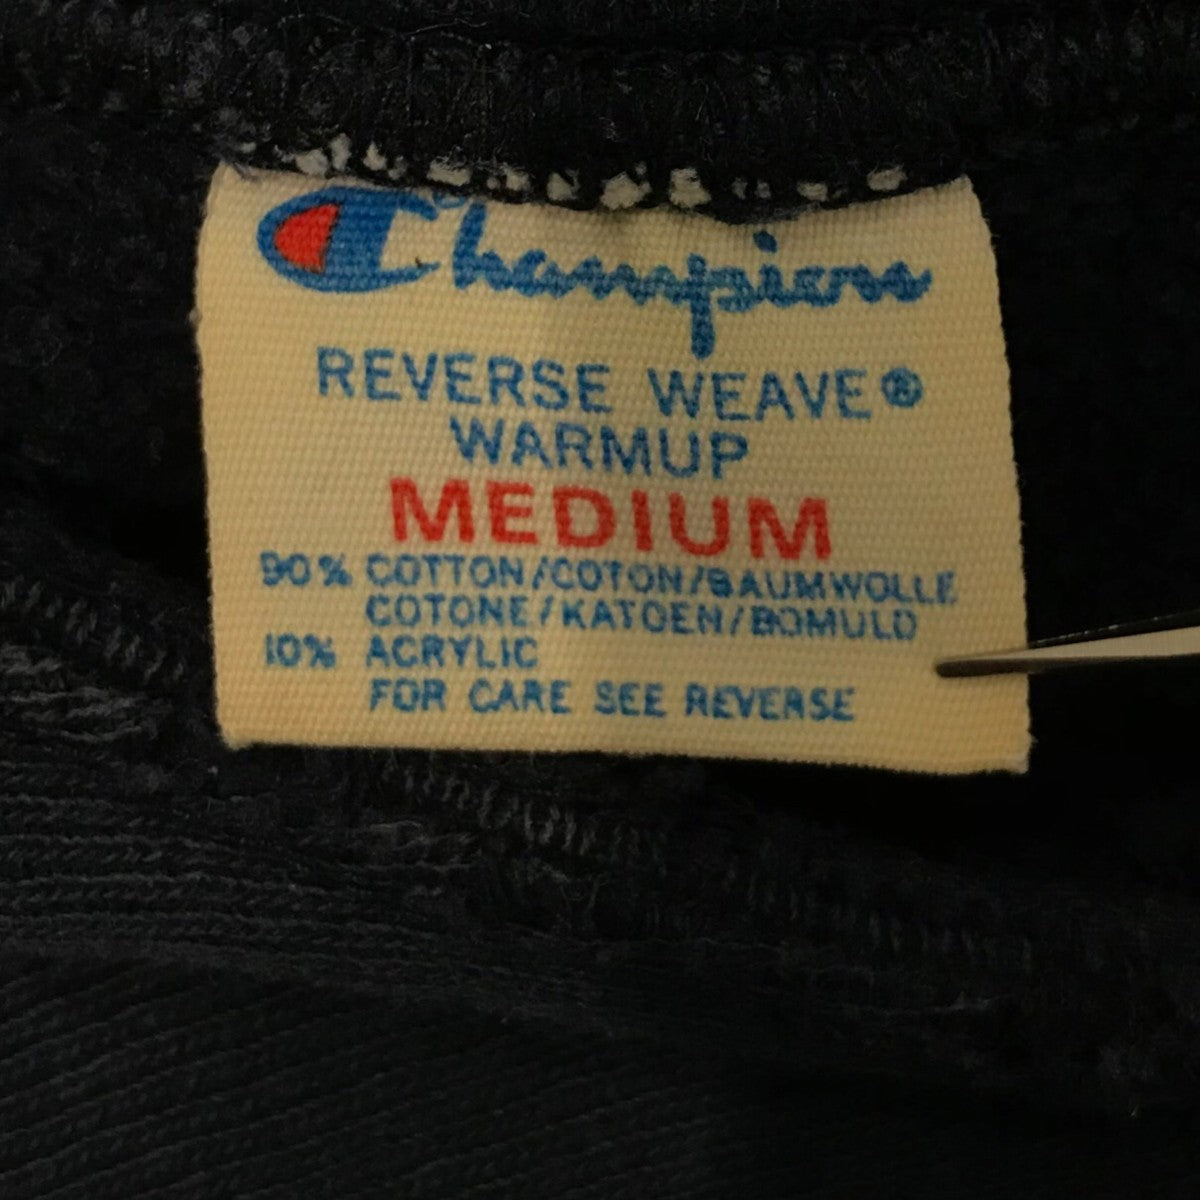 Champion
REVERSE WEAVE®
WARMUP
MEDIUM
90% COTTON/COTON/BAUMWOLLE
COTONE/KATOEN/BOMULD
10% ACRYLIC
FOR CARE SEE REVERSE